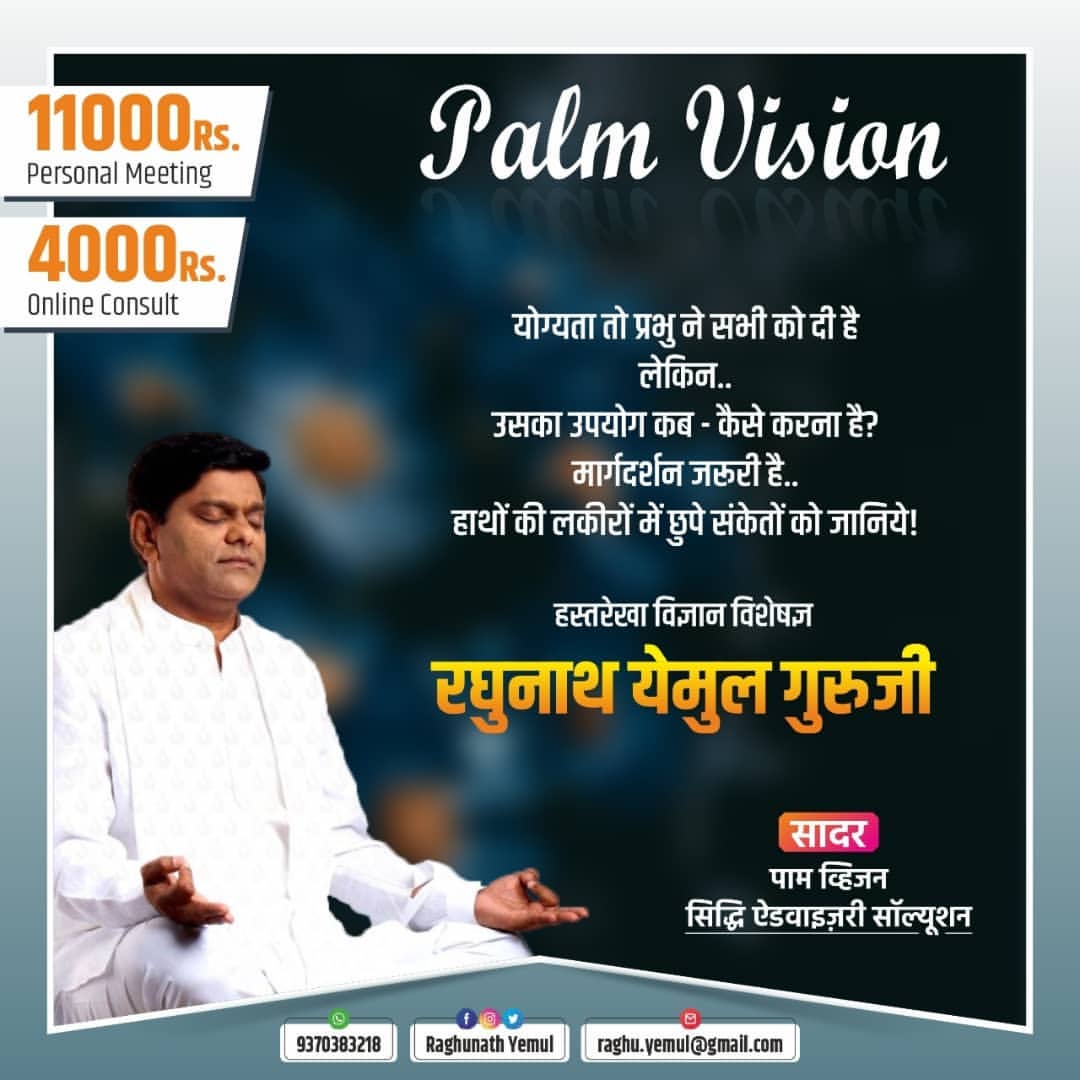 11000Rs.
Personal Meeting
4000Rs.
Online Consult
Palm Vision
योग्यता तो प्रभु ने सभी को दी है
लेकिन..
उसका उपयोग कब - कैसे करना है?
मार्गदर्शन जरूरी है..
हाथों की लकीरों में छुपे संकेतों को जानिये!
हस्तरेखा विज्ञान विशेषज्ञ
रघुनाथ येमुल गुरुजी
सादर
पाम व्हिजन
सिद्धि ऐडवाइज़री सॉल्यूशन
9370383218
Raghunath Yemul
raghu.yemul@gmail.com